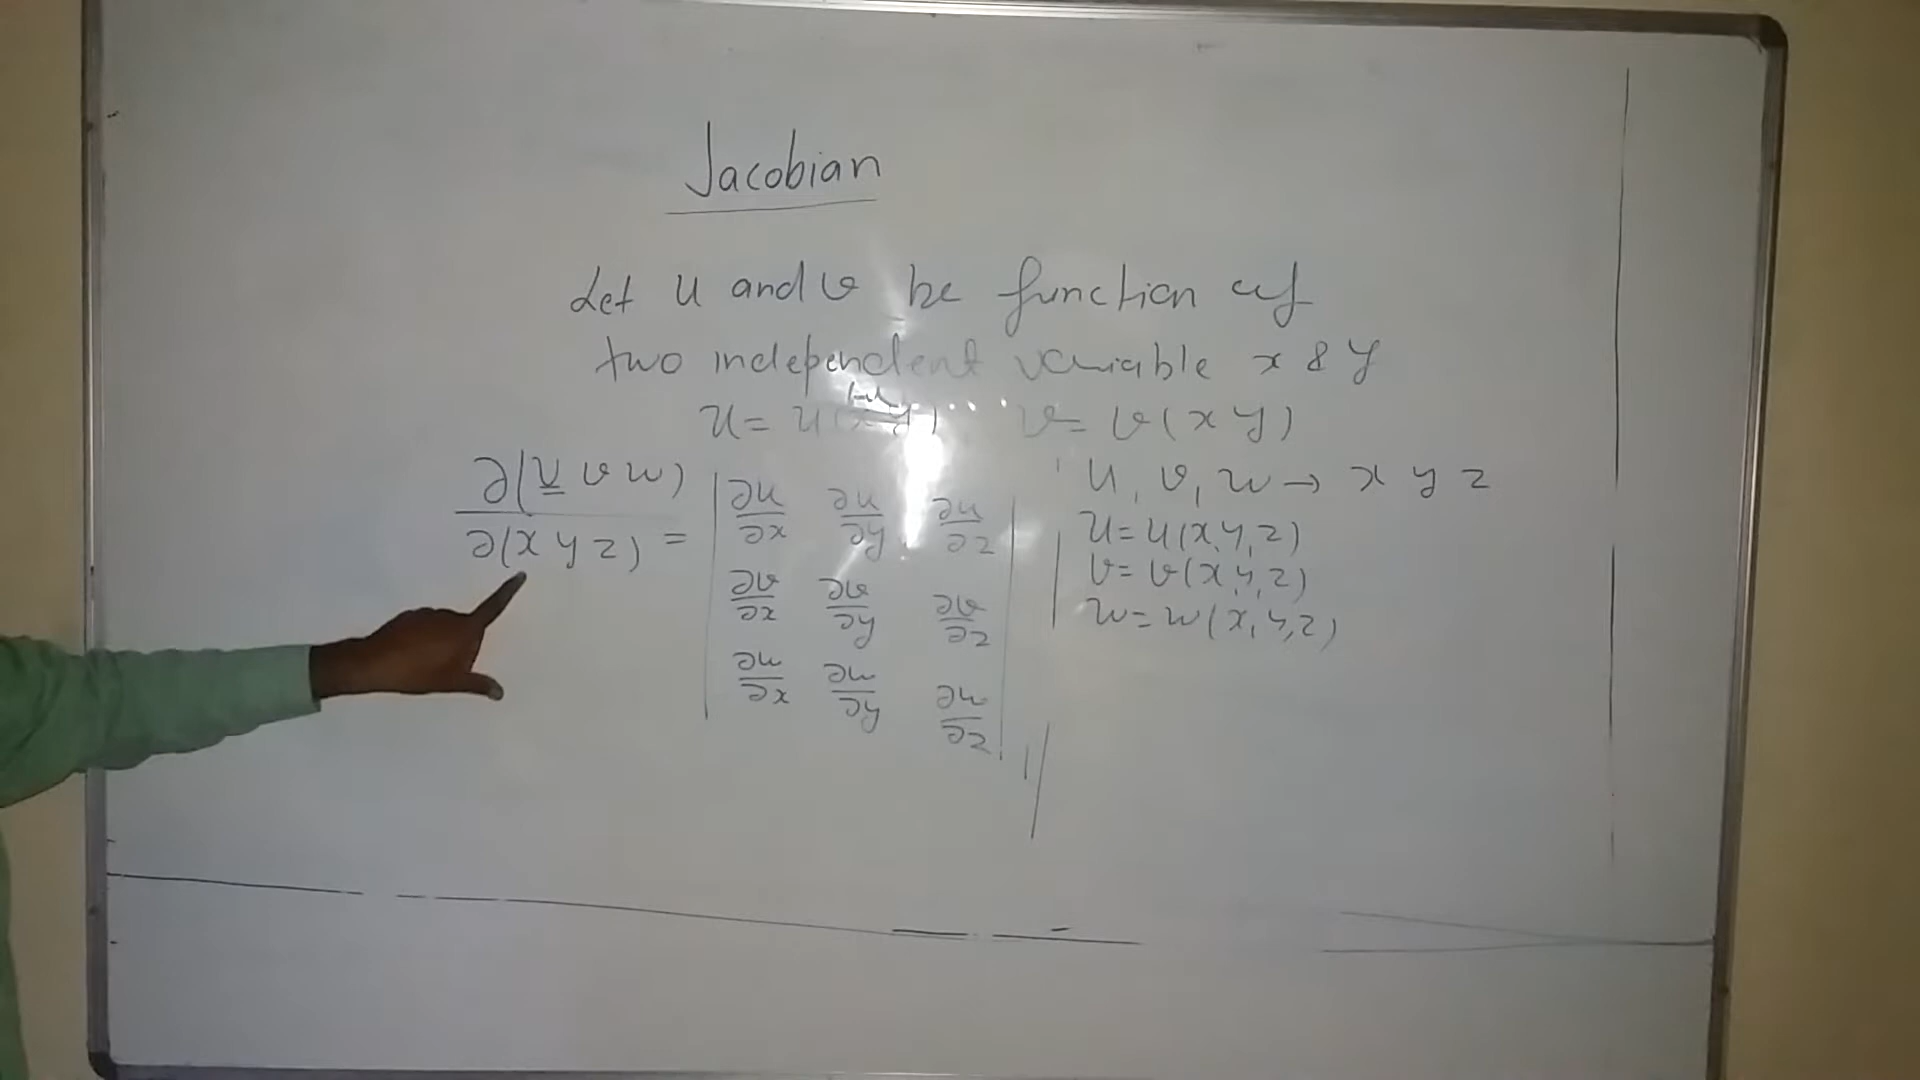 Jacobian
Let u and v be function of
two independent variable x & y
u = u(x y) v = v(x y)
∂(u v w) / ∂(x y z) = | ∂u/∂x ∂u/∂y ∂u/∂z |
| ∂v/∂x ∂v/∂y ∂v/∂z |
| ∂w/∂x ∂w/∂y ∂w/∂z |
u, v, w → x y z
u = u(x, y, z)
v = v(x, y, z)
w = w(x, y, z)